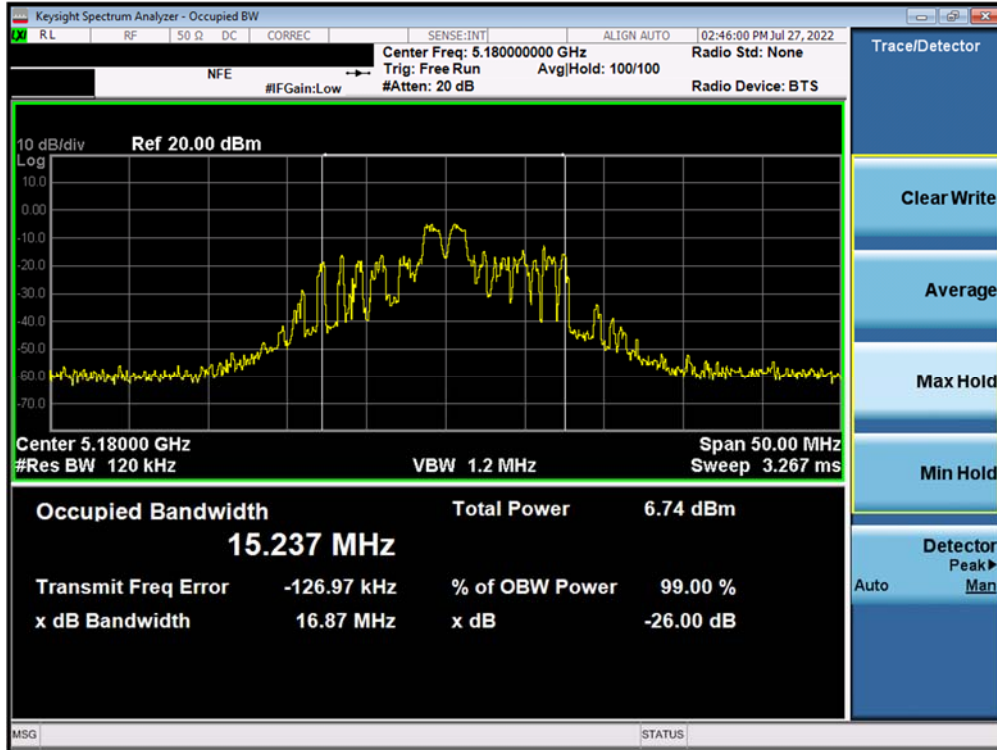 Keysight Spectrum Analyzer - Occupied BW
LXI RL RF 50 Ω DC CORREC SENSE:INT ALIGN AUTO 02:46:00 PM Jul 27, 2022
Center Freq: 5.180000000 GHz Radio Std: None
NFE Trig: Free Run Avg|Hold: 100/100
#IFGain:Low #Atten: 20 dB Radio Device: BTS
10 dB/div Ref 20.00 dBm
Log
10.0
0.00
-10.0
-20.0
-30.0
-40.0
-50.0
-60.0
-70.0
Center 5.18000 GHz Span 50.00 MHz
#Res BW 120 kHz VBW 1.2 MHz Sweep 3.267 ms
Occupied Bandwidth Total Power 6.74 dBm
15.237 MHz
Transmit Freq Error -126.97 kHz % of OBW Power 99.00 %
x dB Bandwidth 16.87 MHz x dB -26.00 dB
MSG STATUS
Trace/Detector
Clear Write
Average
Max Hold
Min Hold
Detector
Peak▶
Auto Man